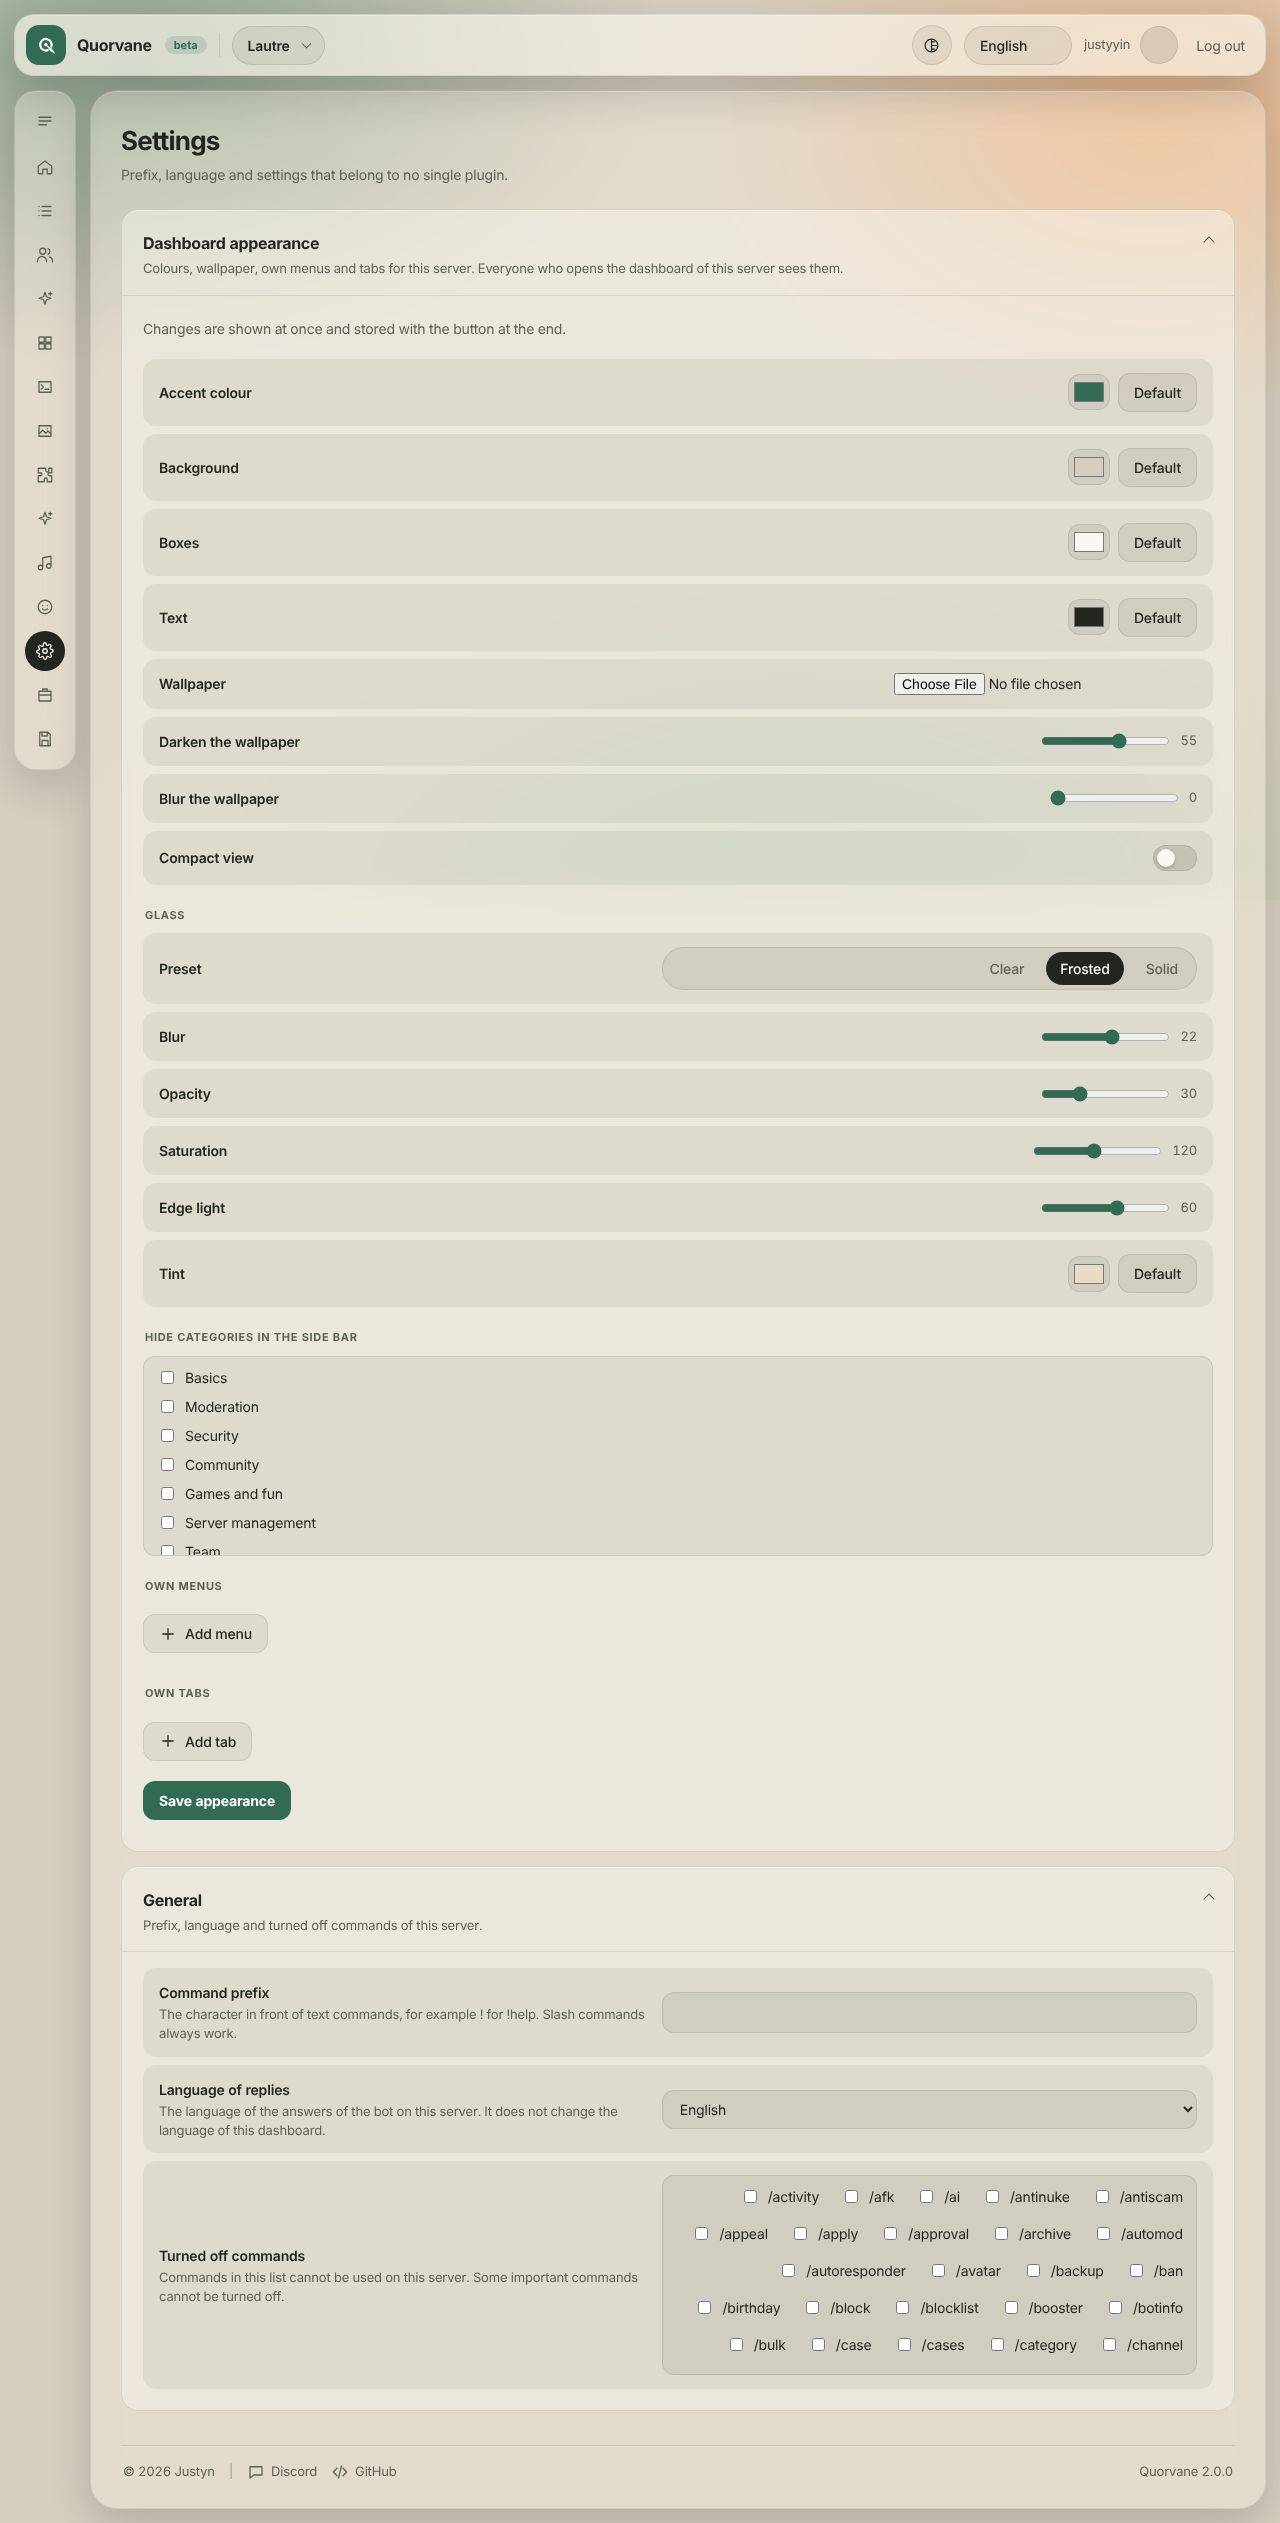 Quorvane beta Lautre English justyyin Log out
Settings
Prefix, language and settings that belong to no single plugin.
Dashboard appearance
Colours, wallpaper, own menus and tabs for this server. Everyone who opens the dashboard of this server sees them.
Changes are shown at once and stored with the button at the end.
Accent colour Default
Background Default
Boxes Default
Text Default
Wallpaper Choose File No file chosen
Darken the wallpaper 55
Blur the wallpaper 0
Compact view
GLASS
Preset Clear Frosted Solid
Blur 22
Opacity 30
Saturation 120
Edge light 60
Tint Default
HIDE CATEGORIES IN THE SIDE BAR
Basics
Moderation
Security
Community
Games and fun
Server management
Team
OWN MENUS
Add menu
OWN TABS
Add tab
Save appearance
General
Prefix, language and turned off commands of this server.
Command prefix
The character in front of text commands, for example ! for !help. Slash commands
always work.
Language of replies
The language of the answers of the bot on this server. It does not change the
language of this dashboard.
English
Turned off commands
Commands in this list cannot be used on this server. Some important commands
cannot be turned off.
/activity /afk /ai /antinuke /antiscam
/appeal /apply /approval /archive /automod
/autoresponder /avatar /backup /ban
/birthday /block /blocklist /booster /botinfo
/bulk /case /cases /category /channel
© 2026 Justyn Discord GitHub Quorvane 2.0.0